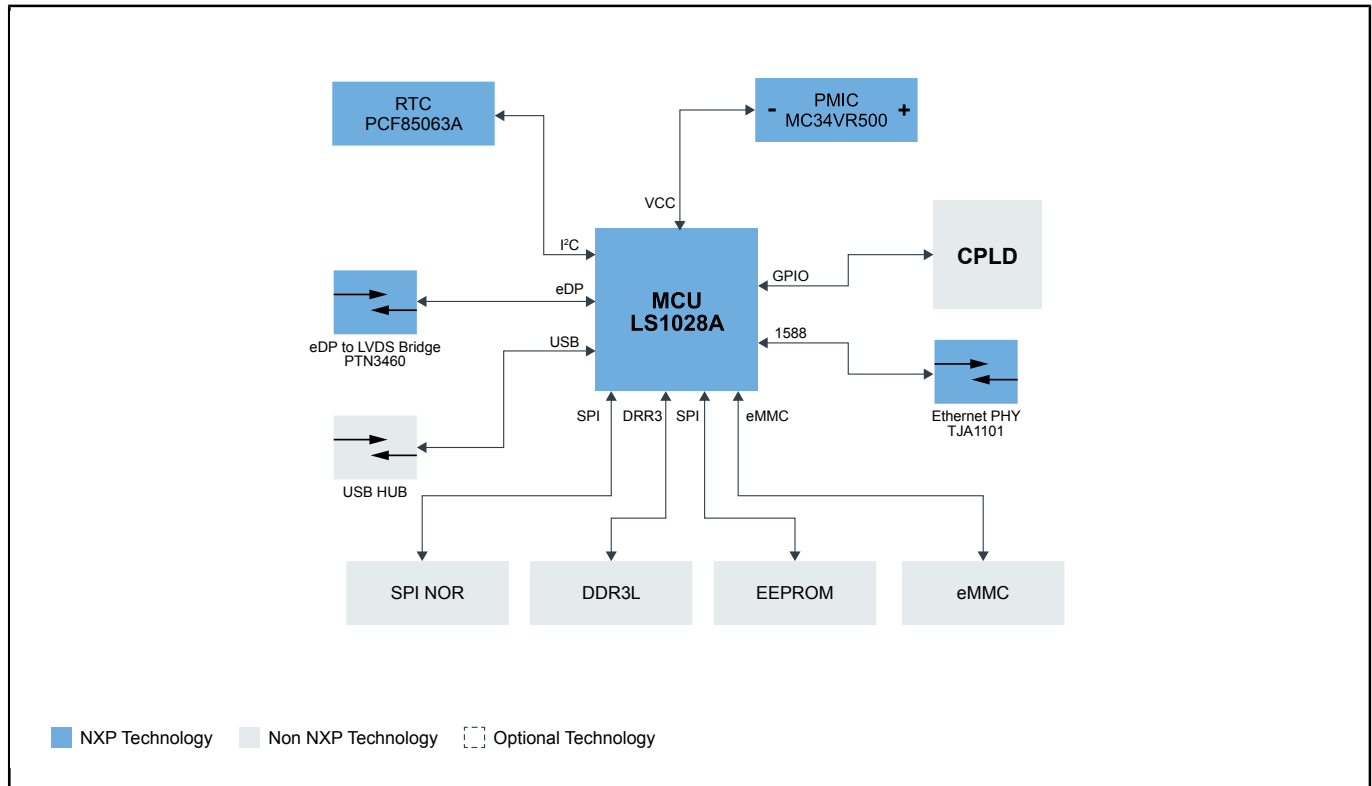 RTC
PCF85063A
- PMIC +
MC34VR500
VCC
I²C
CPLD
GPIO
eDP
MCU
LS1028A
1588
eDP to LVDS Bridge
PTN3460
USB
Ethernet PHY
TJA1101
SPI
DRR3
SPI
eMMC
USB HUB
SPI NOR
DDR3L
EEPROM
eMMC
NXP Technology
Non NXP Technology
Optional Technology